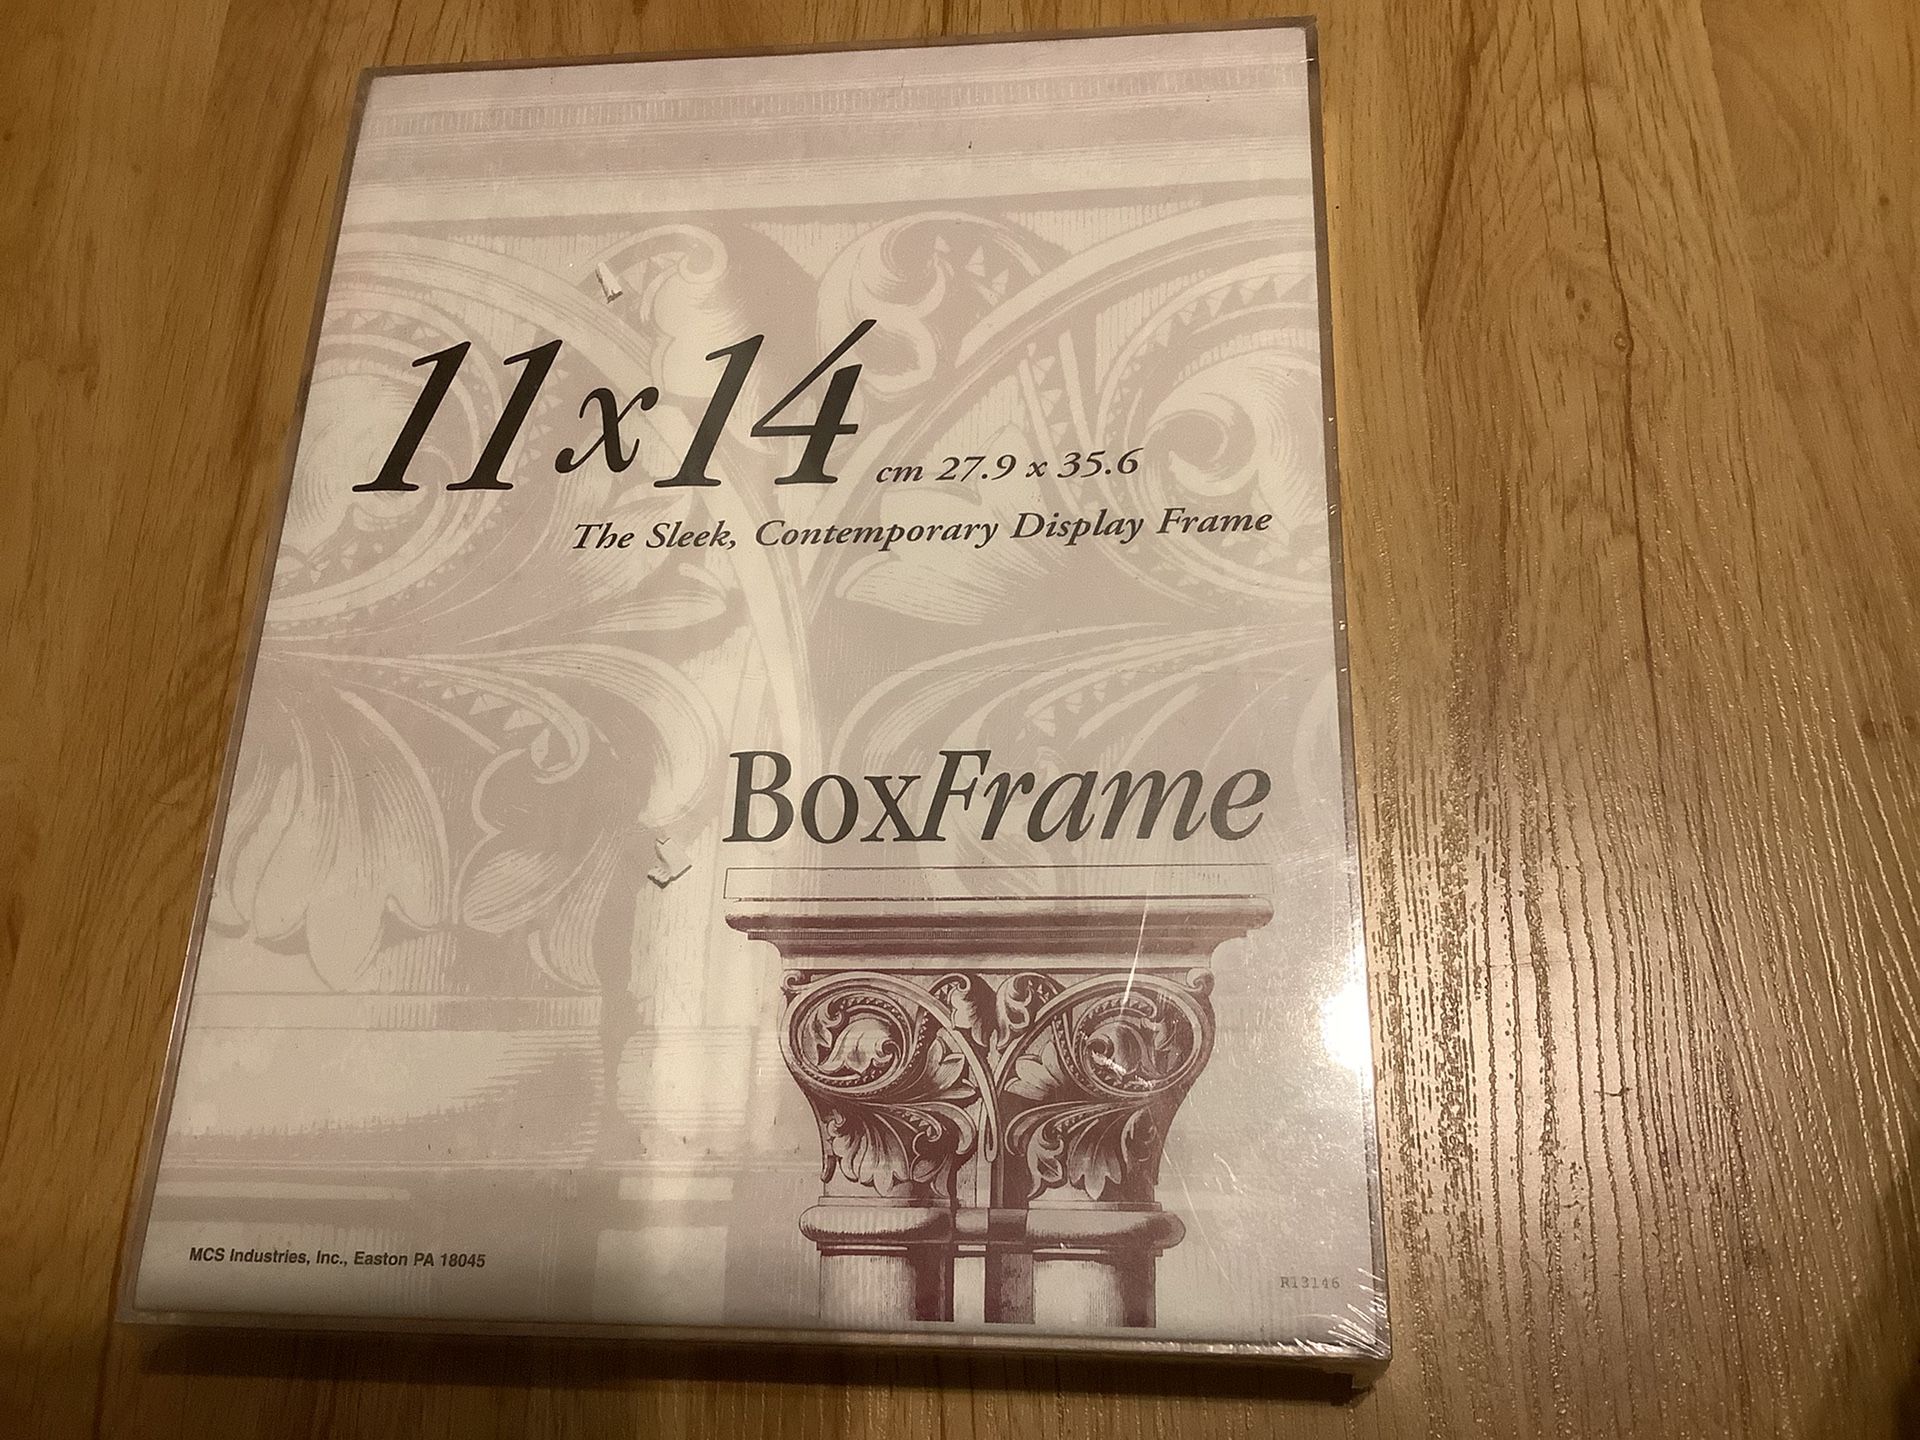 11x14 cm 27.9 x 35.6
The Sleek, Contemporary Display Frame
BoxFrame
MCS Industries, Inc., Easton PA 18045
R13146